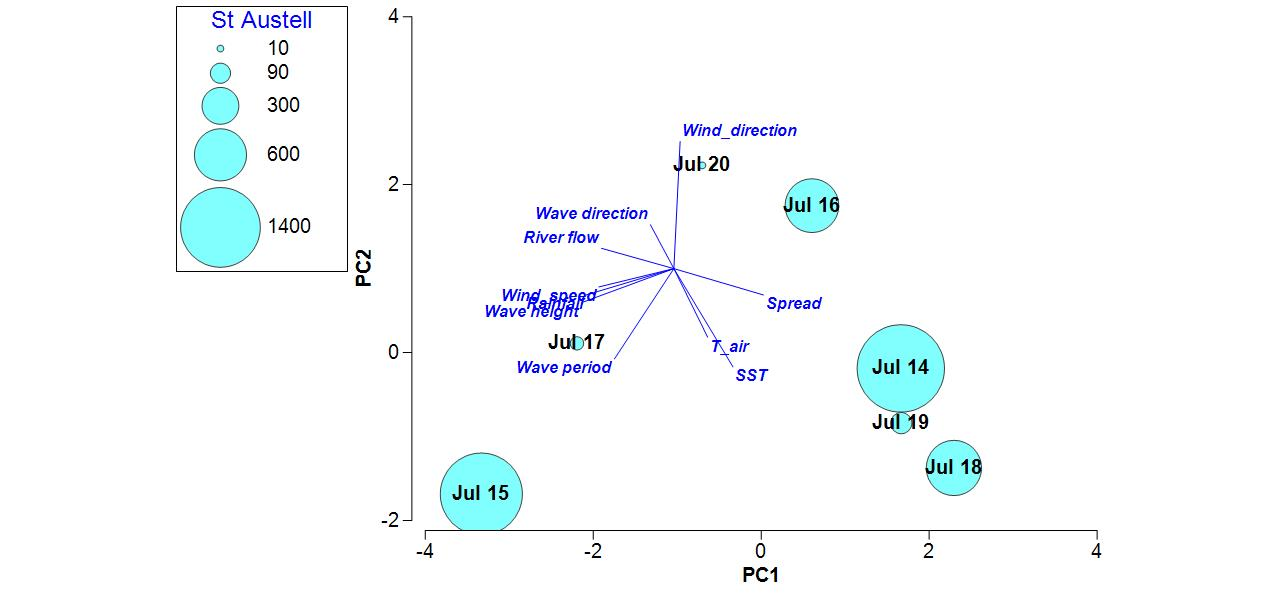 St Austell
10
90
300
600
1400
4
2
0
-2
PC2
Wind_direction
Jul 20
Jul 16
Wave direction
River flow
Wind_speed
Rainfall
Wave height
Spread
Jul 17
T_air
Wave period
SST
Jul 14
Jul 19
Jul 18
Jul 15
-4
-2
0
2
4
PC1